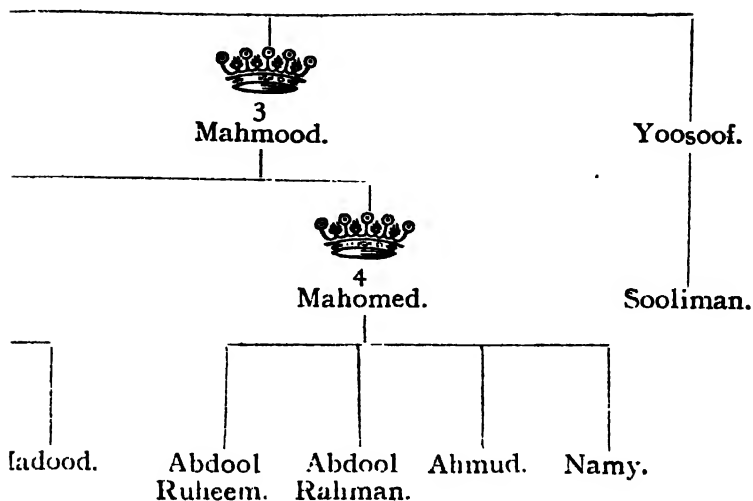 3
Mahmood. Yoosoof.
4
Mahomed. Sooliman.
Abdool Abdool Ahmud. Namy.
Ruheem. Rahman.